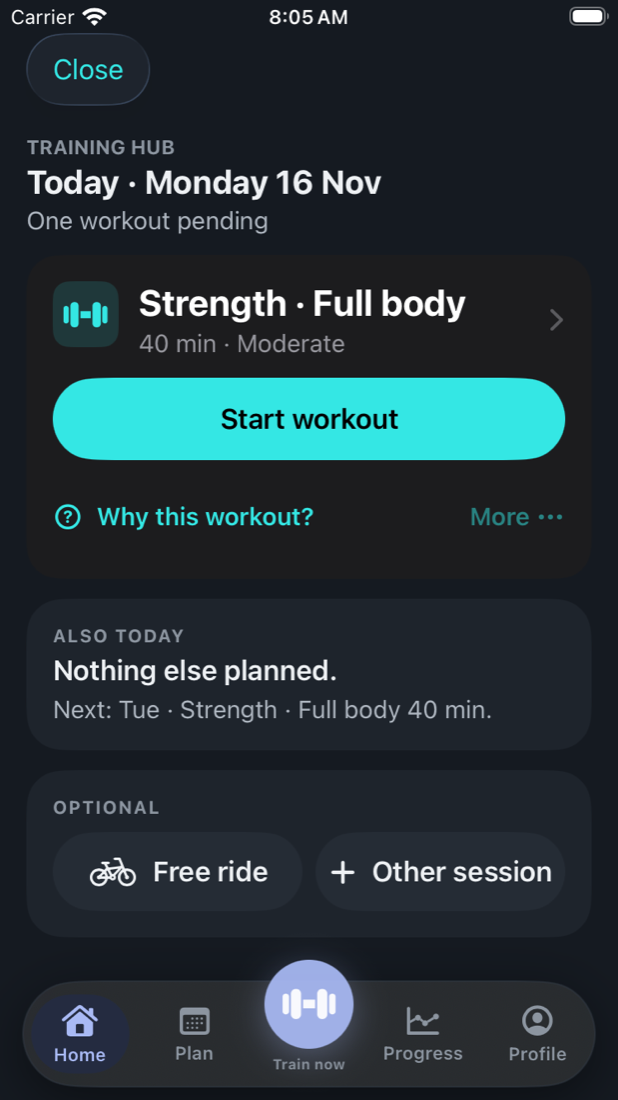 Carrier 8:05 AM
Close
TRAINING HUB
Today · Monday 16 Nov
One workout pending
Strength · Full body
40 min · Moderate
Start workout
Why this workout? More ···
ALSO TODAY
Nothing else planned.
Next: Tue · Strength · Full body 40 min.
OPTIONAL
Free ride + Other session
Home Plan Train now Progress Profile